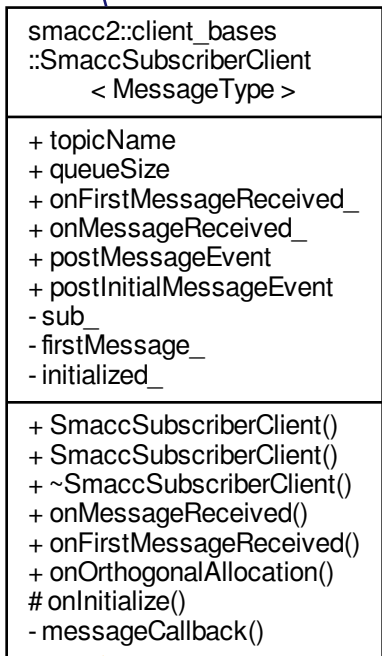 smacc2::client_bases
::SmaccSubscriberClient
< MessageType >
+ topicName
+ queueSize
+ onFirstMessageReceived_
+ onMessageReceived_
+ postMessageEvent
+ postInitialMessageEvent
- sub_
- firstMessage_
- initialized_
+ SmaccSubscriberClient()
+ SmaccSubscriberClient()
+ ~SmaccSubscriberClient()
+ onMessageReceived()
+ onFirstMessageReceived()
+ onOrthogonalAllocation()
# onInitialize()
- messageCallback()